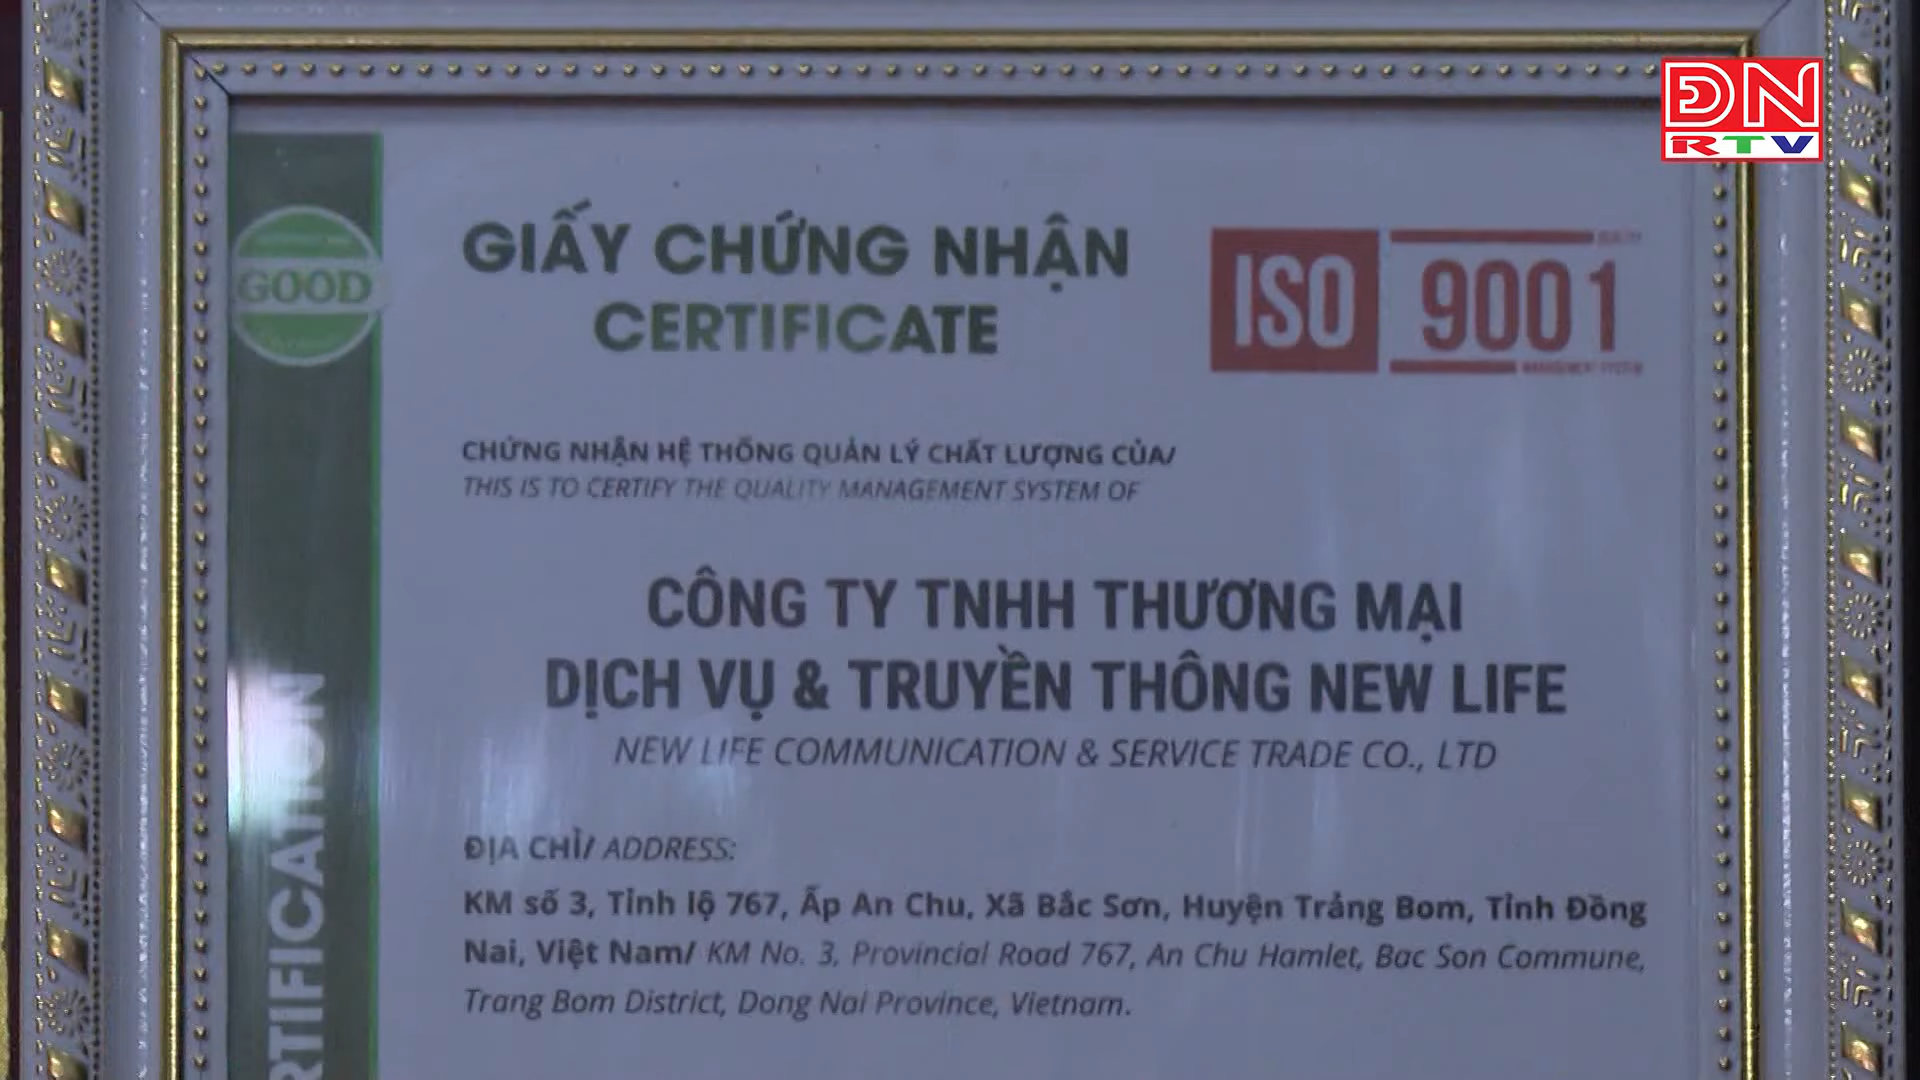 ĐN
RTV
GIẤY CHỨNG NHẬN
CERTIFICATE
GOOD
ISO 9001
MANAGEMENT SYSTEM
CHỨNG NHẬN HỆ THỐNG QUẢN LÝ CHẤT LƯỢNG CỦA/
THIS IS TO CERTIFY THE QUALITY MANAGEMENT SYSTEM OF
CÔNG TY TNHH THƯƠNG MẠI
DỊCH VỤ & TRUYỀN THÔNG NEW LIFE
NEW LIFE COMMUNICATION & SERVICE TRADE CO., LTD
ĐỊA CHỈ/ ADDRESS:
KM số 3, Tỉnh lộ 767, Ấp An Chu, Xã Bắc Sơn, Huyện Trảng Bom, Tỉnh Đồng
Nai, Việt Nam/ KM No. 3, Provincial Road 767, An Chu Hamlet, Bac Son Commune,
Trang Bom District, Dong Nai Province, Vietnam.
RTIFICATION